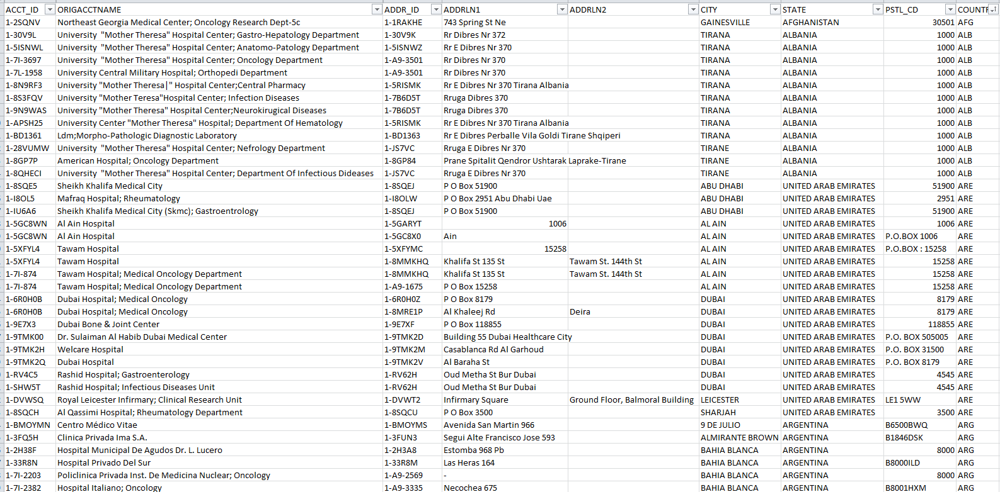 ACCT_ID ORIGACCTNAME ADDR_ID ADDRLN1 ADDRLN2 CITY STATE PSTL_CD COUNTR
1-2SQNV Northeast Georgia Medical Center; Oncology Research Dept-5c 1-1RAKHE 743 Spring St Ne GAINESVILLE AFGHANISTAN 30501 AFG
1-30V9L University "Mother Theresa" Hospital Center; Gastro-Hepatology Department 1-30V9K Rr Dibres Nr 372 TIRANA ALBANIA 1000 ALB
1-5ISNWL University "Mother Theresa" Hospital Center; Anatomo-Patology Department 1-5ISNWZ Rr E Dibres Nr 370 TIRANA ALBANIA 1000 ALB
1-7I-3697 University "Mother Theresa" Hospital Center; Oncology Department 1-A9-3501 Rr Dibres Nr 370 TIRANA ALBANIA 1000 ALB
1-7L-1958 University Central Military Hospital; Orthopedi Department 1-A9-3501 Rr Dibres Nr 370 TIRANA ALBANIA 1000 ALB
1-8N9RF3 University "Mother Theresa|" Hospital Center;Central Pharmacy 1-5RISMK Rr E Dibres Nr 370 Tirana Albania TIRANA ALBANIA 1000 ALB
1-8S3FQV University "Mother Teresa"Hospital Center; Infection Diseases 1-7B6D5T Rruga Dibres 370 TIRANA ALBANIA 1000 ALB
1-9N9WAS University "Mother Theresa" Hospital Center;Neurokirugical Diseases 1-7B6D5T Rruga Dibres 370 TIRANA ALBANIA 1000 ALB
1-APSH25 University Center "Mother Theresa" Hospital; Department Of Hematology 1-5RISMK Rr E Dibres Nr 370 Tirana Albania TIRANA ALBANIA 1000 ALB
1-BD1361 Ldm;Morpho-Pathologic Diagnostic Laboratory 1-BD1363 Rr E Dibres Perballe Vila Goldi Tirane Shqiperi TIRANA ALBANIA 1000 ALB
1-28VUMW University "Mother Theresa" Hospital Center; Nefrology Department 1-JS7VC Rruga E Dibres Nr 370 TIRANE ALBANIA 1000 ALB
1-8GP7P American Hospital; Oncology Department 1-8GP84 Prane Spitalit Qendror Ushtarak Laprake-Tirane TIRANE ALBANIA 1000 ALB
1-8QHECI University "Mother Theresa" Hospital Center; Department Of Infectious Dideases 1-JS7VC Rruga E Dibres Nr 370 TIRANE ALBANIA 1000 ALB
1-8SQE5 Sheikh Khalifa Medical City 1-8SQEJ P O Box 51900 ABU DHABI UNITED ARAB EMIRATES 51900 ARE
1-I8OL5 Mafraq Hospital; Rheumatology 1-I8OLW P O Box 2951 Abu Dhabi Uae ABU DHABI UNITED ARAB EMIRATES 2951 ARE
1-IU6A6 Sheikh Khalifa Medical City (Skmc); Gastroentology 1-8SQEJ P O Box 51900 ABU DHABI UNITED ARAB EMIRATES 51900 ARE
1-5GC8WN Al Ain Hospital 1-5GARYT 1006 AL AIN UNITED ARAB EMIRATES 1006 ARE
1-5GC8WN Al Ain Hospital 1-5GC8X0 Ain AL AIN UNITED ARAB EMIRATES P.O.BOX 1006 ARE
1-5XFYL4 Tawam Hospital 1-5XFYMC 15258 AL AIN UNITED ARAB EMIRATES P.O.BOX : 15258 ARE
1-5XFYL4 Tawam Hospital 1-8MMKHQ Khalifa St 135 St Tawam St. 144th St AL AIN UNITED ARAB EMIRATES 15258 ARE
1-7I-874 Tawam Hospital; Medical Oncology Department 1-8MMKHQ Khalifa St 135 St Tawam St. 144th St AL AIN UNITED ARAB EMIRATES 15258 ARE
1-7I-874 Tawam Hospital; Medical Oncology Department 1-A9-1675 P O Box 15258 AL AIN UNITED ARAB EMIRATES 15258 ARE
1-6R0H0B Dubai Hospital; Medical Oncology 1-6R0H0Z P O Box 8179 DUBAI UNITED ARAB EMIRATES 8179 ARE
1-6R0H0B Dubai Hospital; Medical Oncology 1-8MRE1P Al Khaleej Rd Deira DUBAI UNITED ARAB EMIRATES 8179 ARE
1-9E7X3 Dubai Bone & Joint Center 1-9E7XF P O Box 118855 DUBAI UNITED ARAB EMIRATES 118855 ARE
1-9TMK00 Dr. Sulaiman Al Habib Dubai Medical Center 1-9TMK2D Building 55 Dubai Healthcare City DUBAI UNITED ARAB EMIRATES P.O. BOX 505005 ARE
1-9TMK2H Welcare Hospital 1-9TMK2M Casablanca Rd Al Garhoud DUBAI UNITED ARAB EMIRATES P.O. BOX 31500 ARE
1-9TMK2Q Dubai Hospital 1-9TMK2V Al Baraha St DUBAI UNITED ARAB EMIRATES P.O. BOX 8179 ARE
1-RV4C5 Rashid Hospital; Gastroenterology 1-RV62H Oud Metha St Bur Dubai DUBAI UNITED ARAB EMIRATES 4545 ARE
1-SHW5T Rashid Hospital; Infectious Diseases Unit 1-RV62H Oud Metha St Bur Dubai DUBAI UNITED ARAB EMIRATES 4545 ARE
1-DVWSQ Royal Leicester Infirmary; Clinical Research Unit 1-DVWT2 Infirmary Square Ground Floor, Balmoral Building LEICESTER UNITED ARAB EMIRATES LE1 5WW ARE
1-8SQCH Al Qassimi Hospital; Rheumatology Department 1-8SQCU P O Box 3500 SHARJAH UNITED ARAB EMIRATES 3500 ARE
1-BMOYMN Centro Médico Vitae 1-BMOYMS Avenida San Martin 966 9 DE JULIO ARGENTINA B6500BWQ ARG
1-3FQ5H Clinica Privada Ima S.A. 1-3FUN3 Segui Alte Francisco Jose 593 ALMIRANTE BROWN ARGENTINA B1846DSK ARG
1-2H38F Hospital Municipal De Agudos Dr. L. Lucero 1-2H3A8 Estomba 968 Pb BAHIA BLANCA ARGENTINA 8000 ARG
1-33R8N Hospital Privado Del Sur 1-33R8M Las Heras 164 BAHIA BLANCA ARGENTINA B8000ILD ARG
1-7I-2203 Policlinica Privada Inst. De Medicina Nuclear; Oncology 1-A9-2569 - BAHIA BLANCA ARGENTINA 8000 ARG
1-7I-2382 Hospital Italiano; Oncology 1-A9-3335 Necochea 675 BAHIA BLANCA ARGENTINA B8001HXM ARG